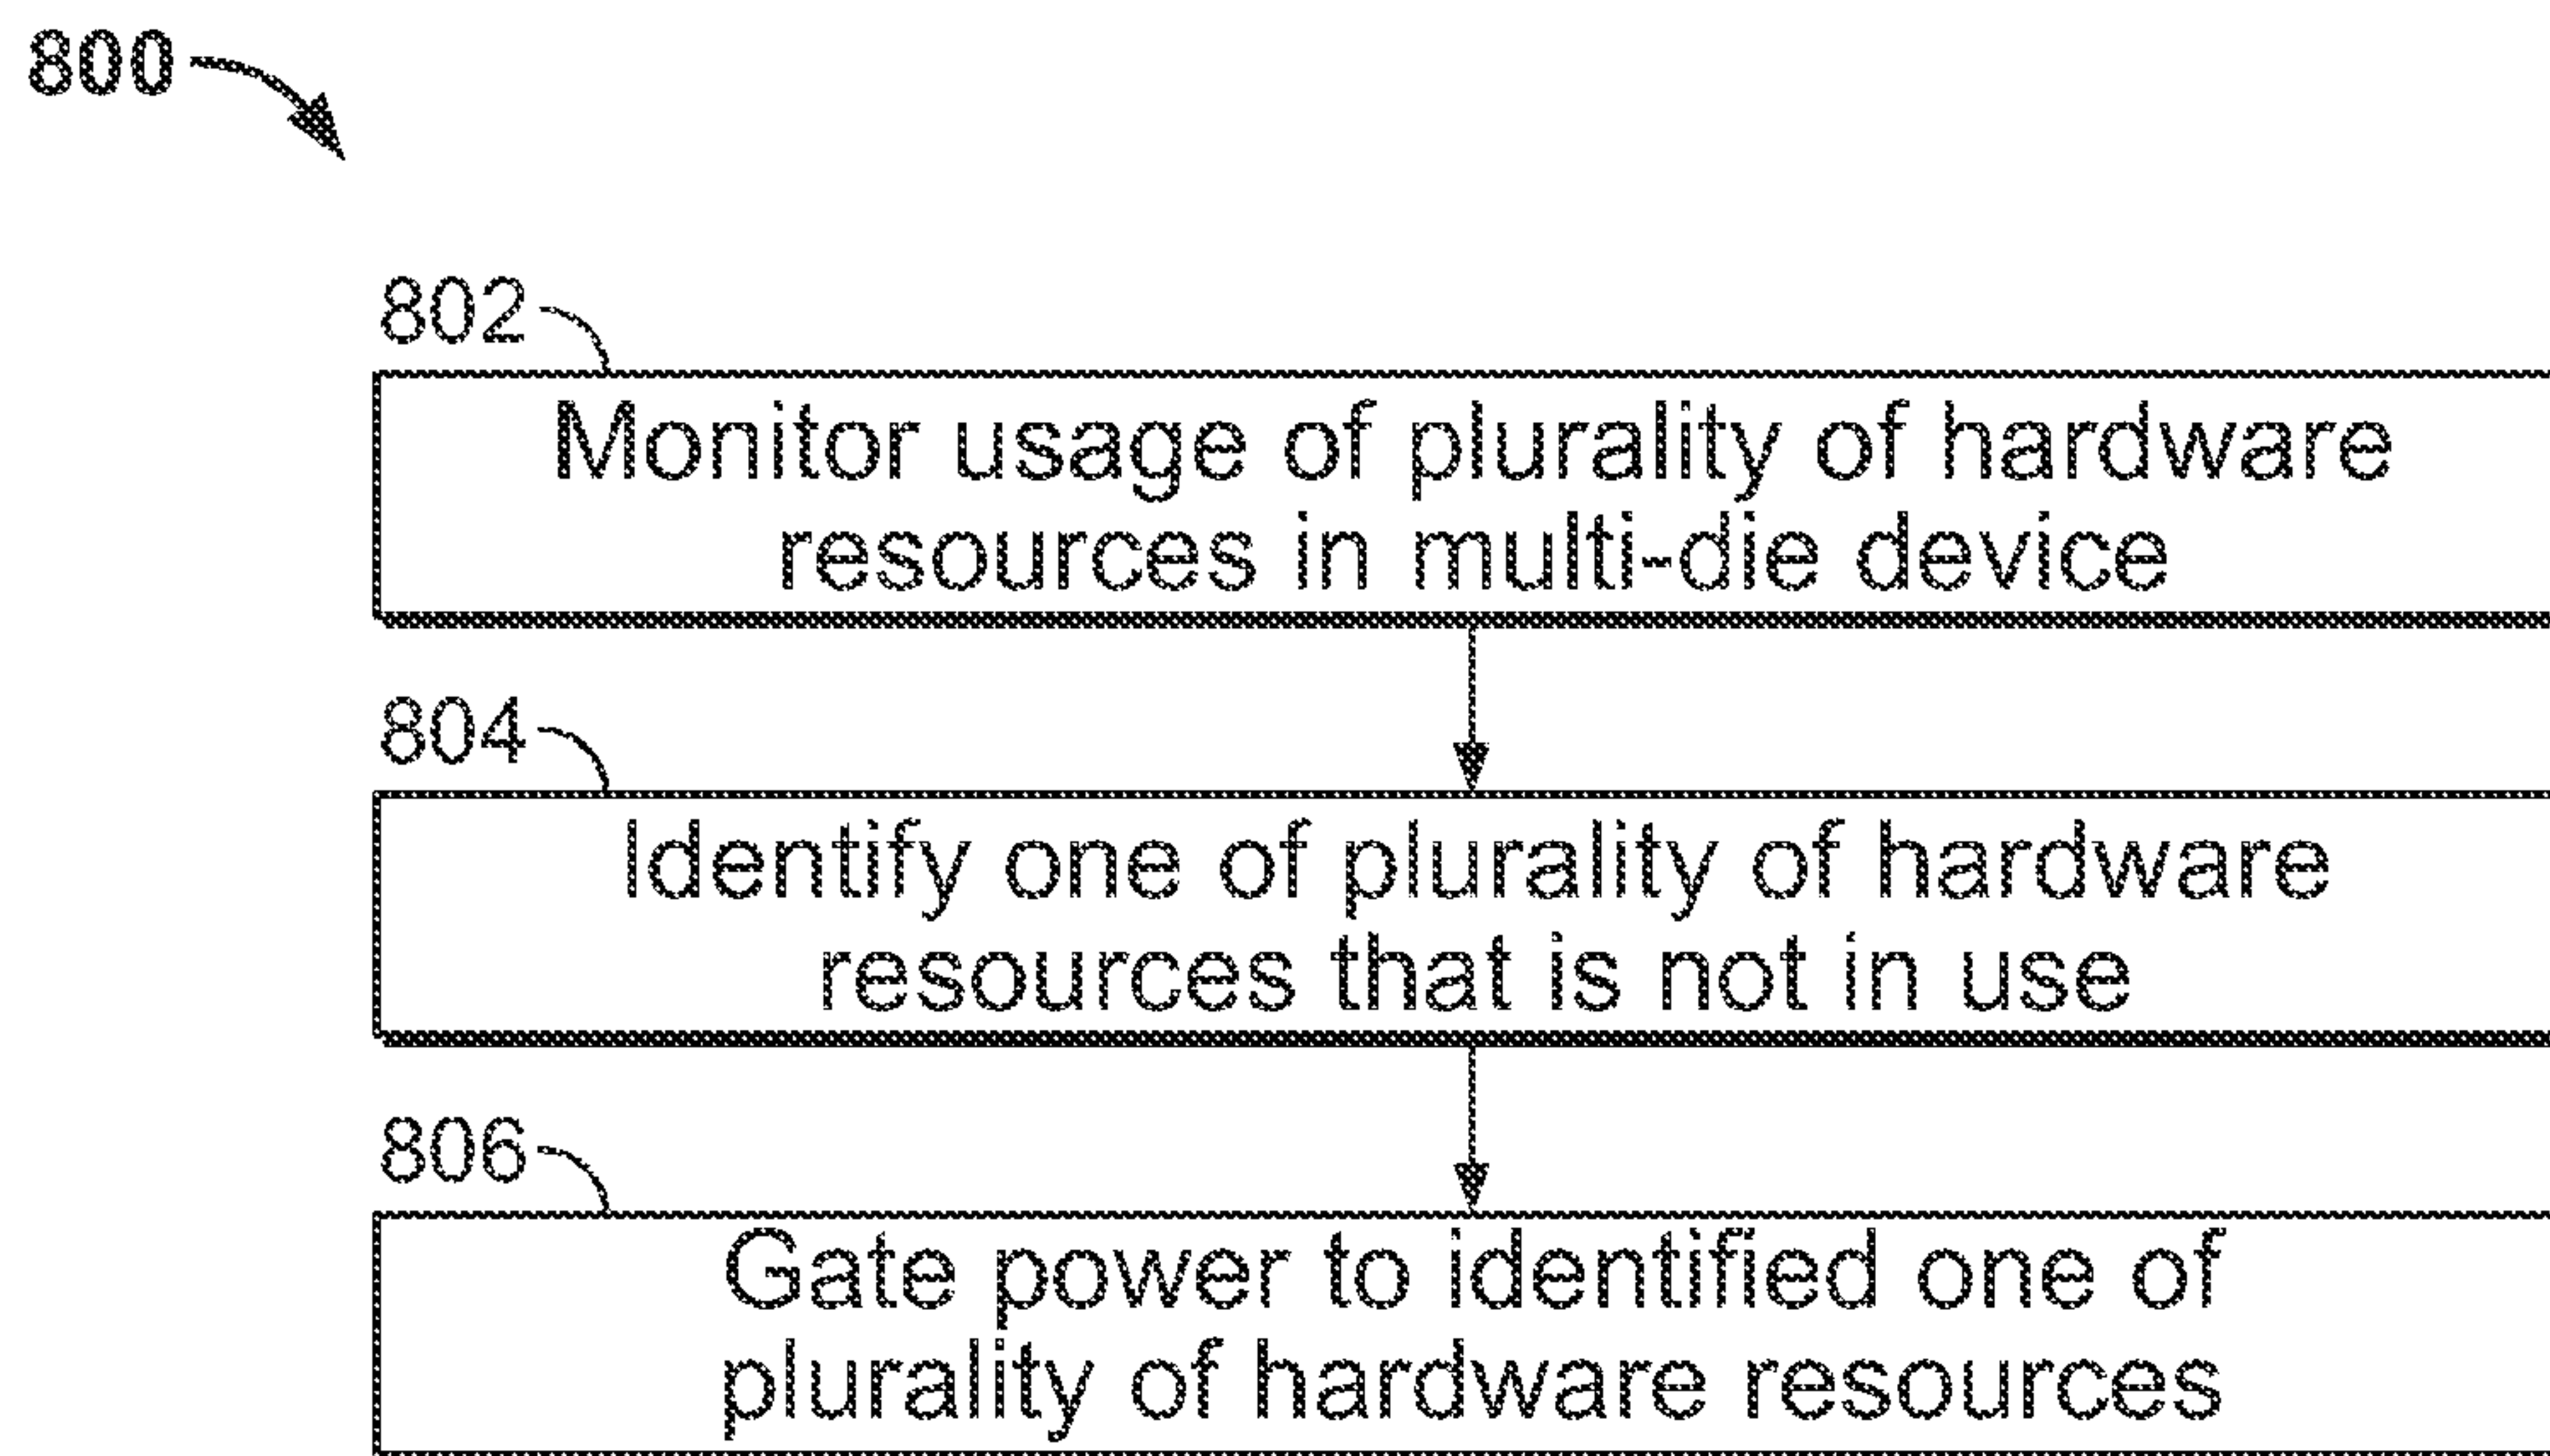 800
802
Monitor usage of plurality of hardware
resources in multi-die device
804
Identify one of plurality of hardware
resources that is not in use
806
Gate power to identified one of
plurality of hardware resources